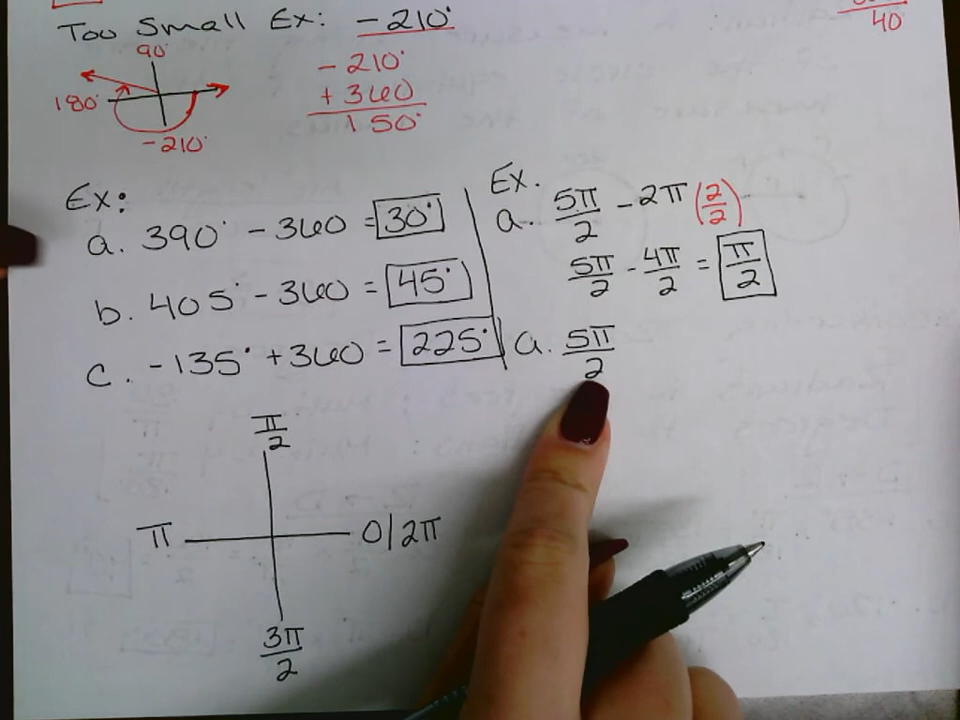 Too Small Ex: -210°
40
90°
180°
-210°
-210°
+360
150°
Ex:
a. 390° - 360 = 30°
b. 405° - 360 = 45°
c. -135° + 360 = 225°
Ex.
a. 5π/2 - 2π (2/2)
5π/2 - 4π/2 = π/2
a. 5π/2
π/2
π
0/2π
3π/2